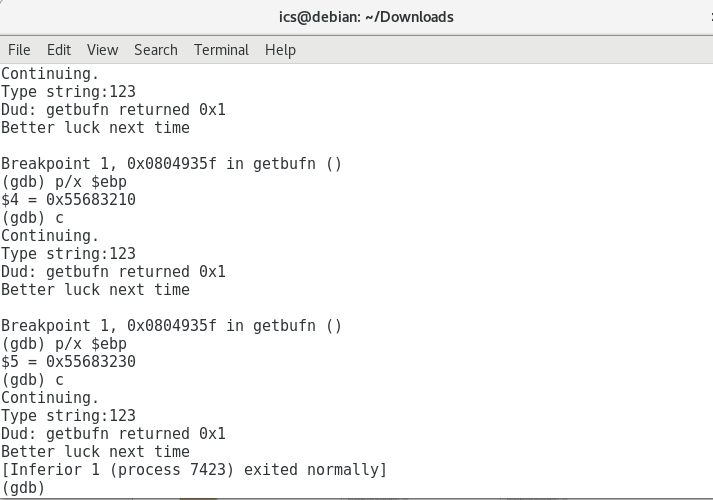 ics@debian: ~/Downloads
File Edit View Search Terminal Help
Continuing.
Type string:123
Dud: getbufn returned 0x1
Better luck next time
Breakpoint 1, 0x0804935f in getbufn ()
(gdb) p/x $ebp
$4 = 0x55683210
(gdb) c
Continuing.
Type string:123
Dud: getbufn returned 0x1
Better luck next time
Breakpoint 1, 0x0804935f in getbufn ()
(gdb) p/x $ebp
$5 = 0x55683230
(gdb) c
Continuing.
Type string:123
Dud: getbufn returned 0x1
Better luck next time
[Inferior 1 (process 7423) exited normally]
(gdb)